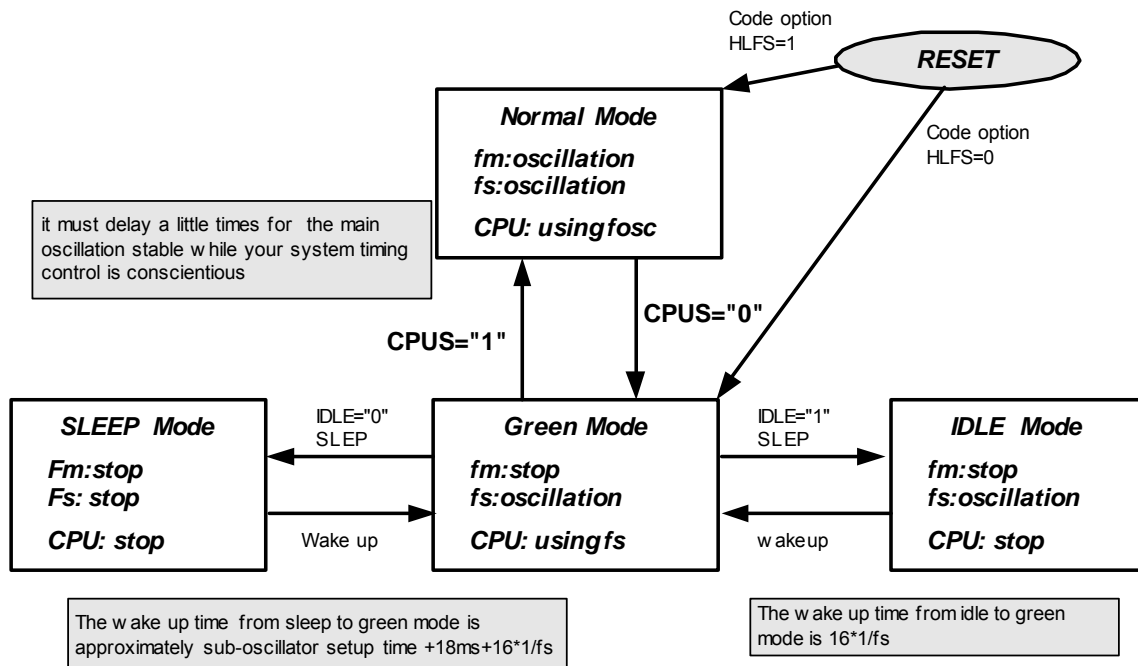 Code option
HLFS=1
RESET
Normal Mode
fm:oscillation
fs:oscillation
CPU: using fosc
Code option
HLFS=0
it must delay a little times for the main
oscillation stable while your system timing
control is conscientious
CPUS="1"
CPUS="0"
SLEEP Mode
Fm:stop
Fs: stop
CPU: stop
IDLE="0"
SLEP
Wake up
Green Mode
fm:stop
fs:oscillation
CPU: using fs
IDLE="1"
SLEP
wakeup
IDLE Mode
fm:stop
fs:oscillation
CPU: stop
The wake up time from sleep to green mode is
approximately sub-oscillator setup time +18ms+16*1/fs
The wake up time from idle to green
mode is 16*1/fs